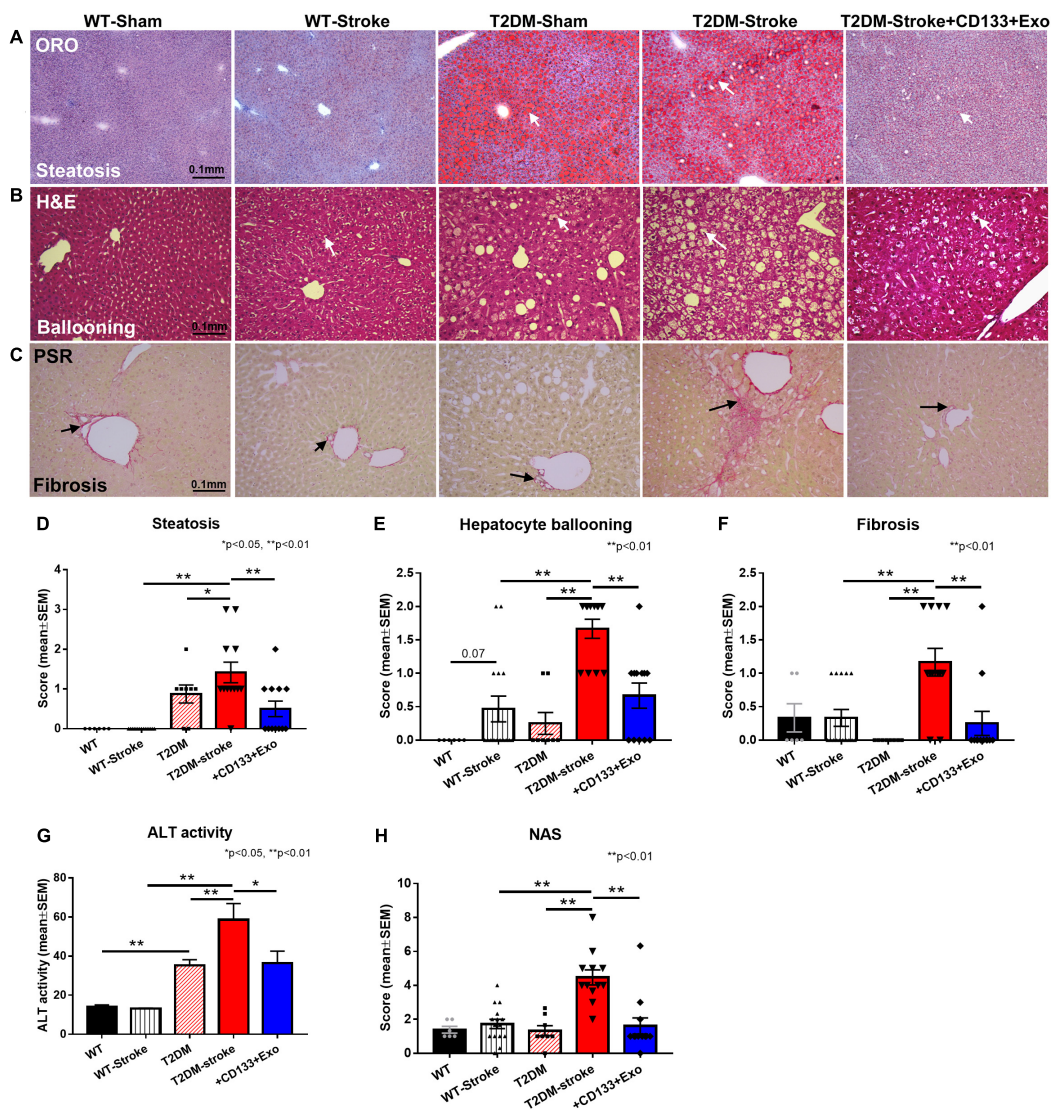 WT-Sham WT-Stroke T2DM-Sham T2DM-Stroke T2DM-Stroke+CD133+Exo
A ORO
Steatosis 0.1mm
B H&E
Ballooning 0.1mm
C PSR
Fibrosis 0.1mm
D Steatosis
*p<0.05, **p<0.01
Score (mean±SEM)
4
3
2
1
0
** ** *
WT WT-Stroke T2DM T2DM-stroke +CD133+Exo
E Hepatocyte ballooning
**p<0.01
Score (mean±SEM)
2.5
2.0
1.5
1.0
0.5
0.0
** ** **
0.07
WT WT-Stroke T2DM T2DM-stroke +CD133+Exo
F Fibrosis
**p<0.01
Score (mean±SEM)
2.5
2.0
1.5
1.0
0.5
0.0
** ** **
WT WT-Stroke T2DM T2DM-stroke +CD133+Exo
G ALT activity
*p<0.05, **p<0.01
ALT activity (mean±SEM)
80
60
40
20
0
** * ** **
WT WT-Stroke T2DM T2DM-stroke +CD133+Exo
H NAS
**p<0.01
Score (mean±SEM)
10
8
6
4
2
0
** ** **
WT WT-Stroke T2DM T2DM-stroke +CD133+Exo